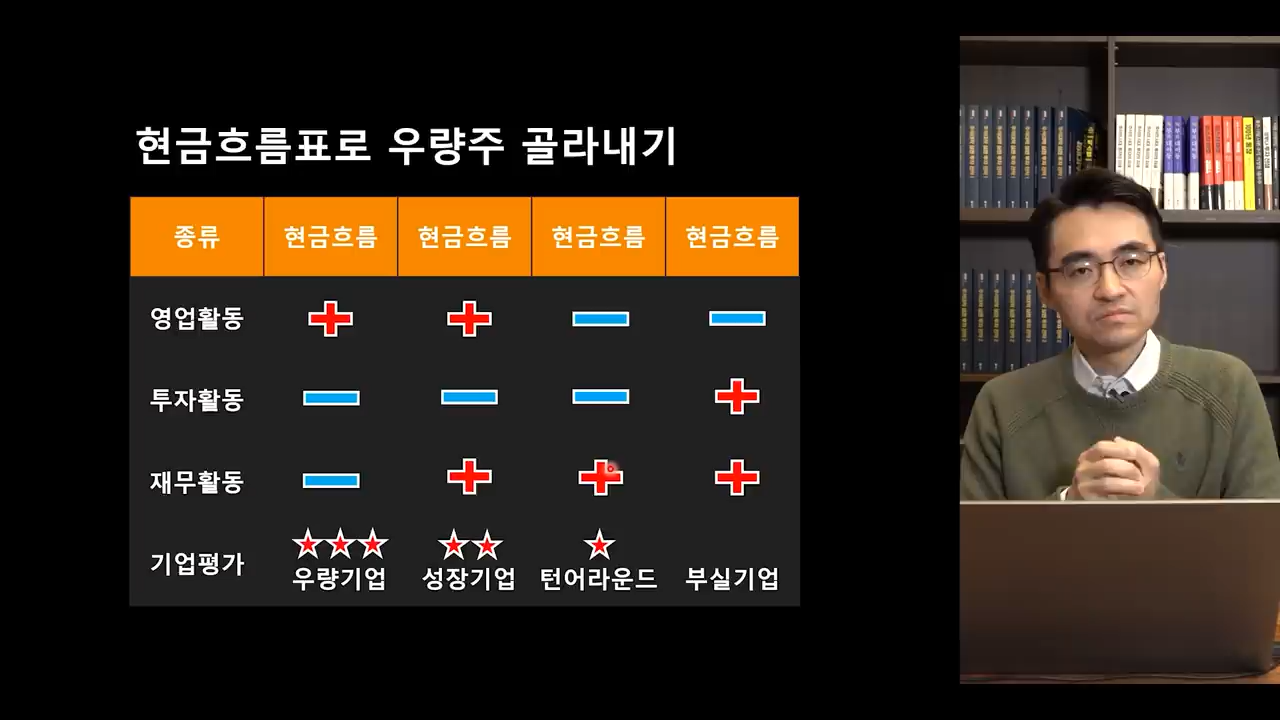 현금흐름표로 우량주 골라내기
종류 현금흐름 현금흐름 현금흐름 현금흐름
영업활동
투자활동
재무활동
기업평가
우량기업 성장기업 턴어라운드 부실기업